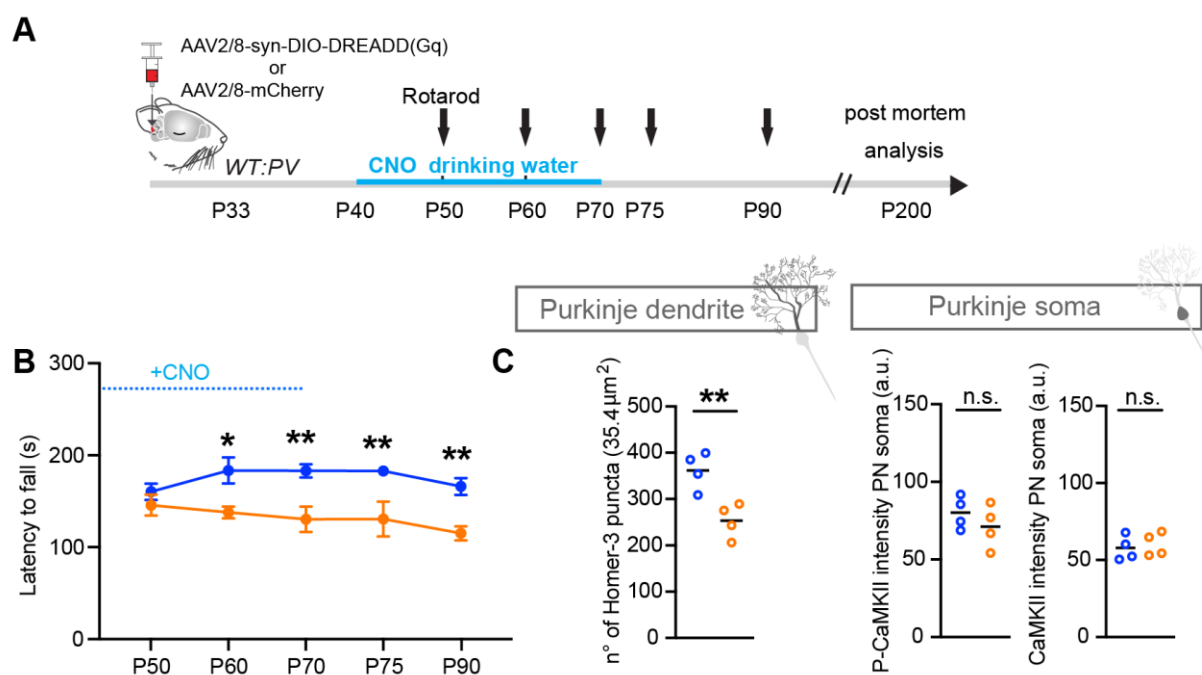 A
AAV2/8-syn-DIO-DREADD(Gq)
or
AAV2/8-mCherry
Rotarod
post mortem
analysis
WT:PV
CNO drinking water
P33
P40
P50
P60
P70
P75
P90
P200
Purkinje dendrite
Purkinje soma
B
300
200
100
0
Latency to fall (s)
+CNO
*
**
**
**
P50
P60
P70
P75
P90
C
n° of Homer-3 puncta (35.4µm²)
500
400
300
200
100
0
**
P-CaMKII intensity PN soma (a.u.)
150
100
50
0
n.s.
CaMKII intensity PN soma (a.u.)
150
100
50
0
n.s.